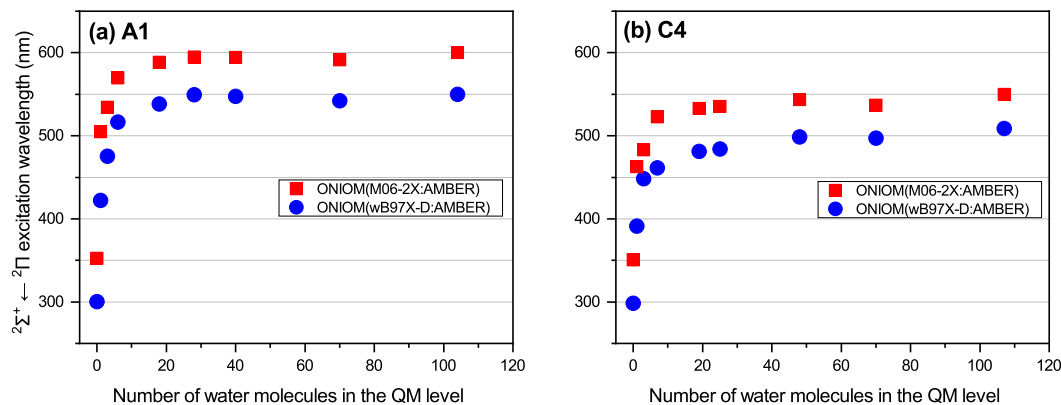 (a) A1
²Σ⁺ ← ²Π excitation wavelength (nm)
600
500
400
300
ONIOM(M06-2X:AMBER)
ONIOM(wB97X-D:AMBER)
0 20 40 60 80 100 120
Number of water molecules in the QM level
(b) C4
600
500
400
300
ONIOM(M06-2X:AMBER)
ONIOM(wB97X-D:AMBER)
0 20 40 60 80 100 120
Number of water molecules in the QM level